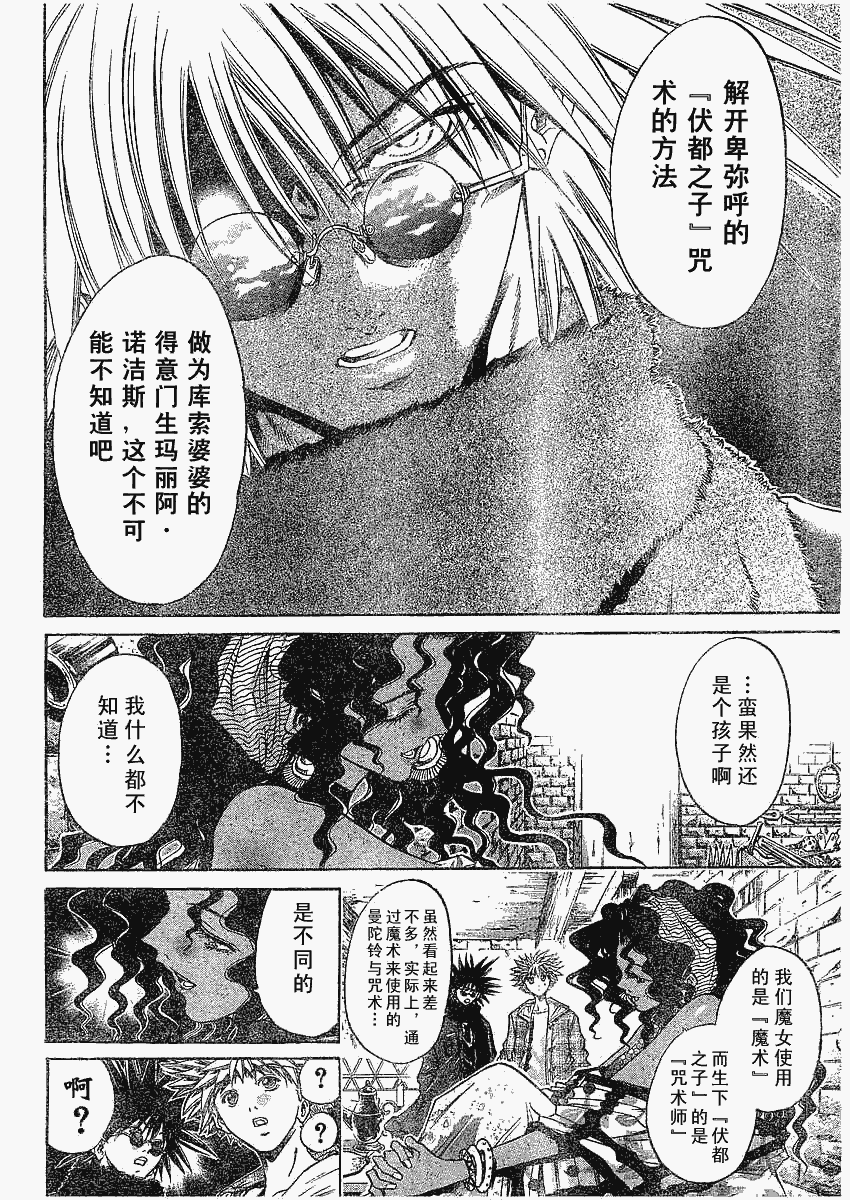 解开卑弥呼的
『伏都之子』咒
术的方法
做为库索婆婆的
得意门生玛丽阿·
诺洁斯，这个不可
能不知道吧
…蛮果然还
是个孩子啊
我什么都不
知道…
我们魔女使用
的是『魔术』
而生下『伏都
之子』的是
『咒术师』
虽然看起来差
不多，实际上，通
过魔术来使用的
曼陀铃与咒术…
是不同的
？
？
啊？